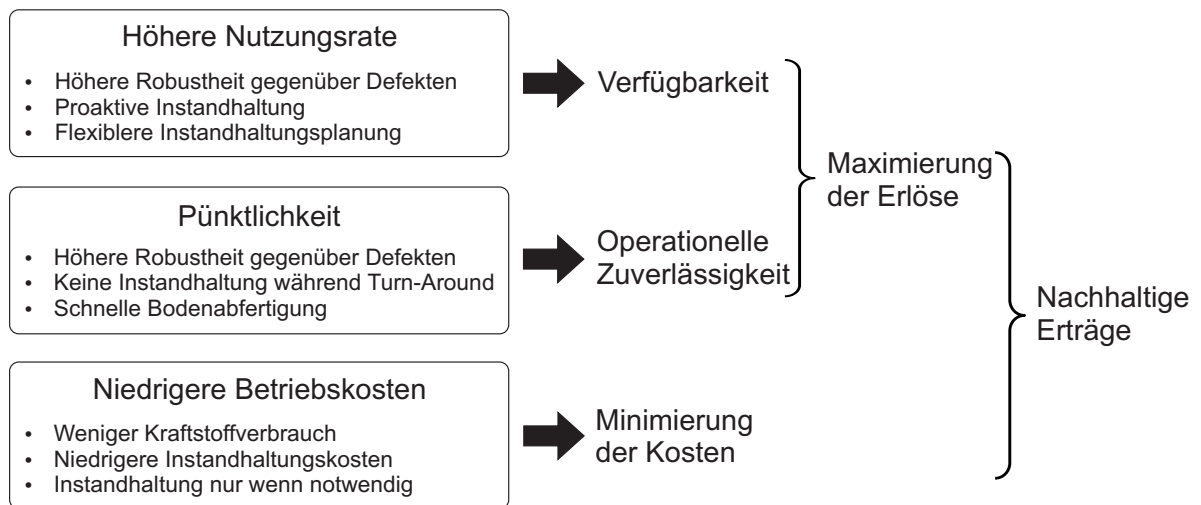 Höhere Nutzungsrate
• Höhere Robustheit gegenüber Defekten
• Proaktive Instandhaltung
• Flexiblere Instandhaltungsplanung
Verfügbarkeit
Pünktlichkeit
• Höhere Robustheit gegenüber Defekten
• Keine Instandhaltung während Turn-Around
• Schnelle Bodenabfertigung
Operationelle
Zuverlässigkeit
Maximierung
der Erlöse
Niedrigere Betriebskosten
• Weniger Kraftstoffverbrauch
• Niedrigere Instandhaltungskosten
• Instandhaltung nur wenn notwendig
Minimierung
der Kosten
Nachhaltige
Erträge